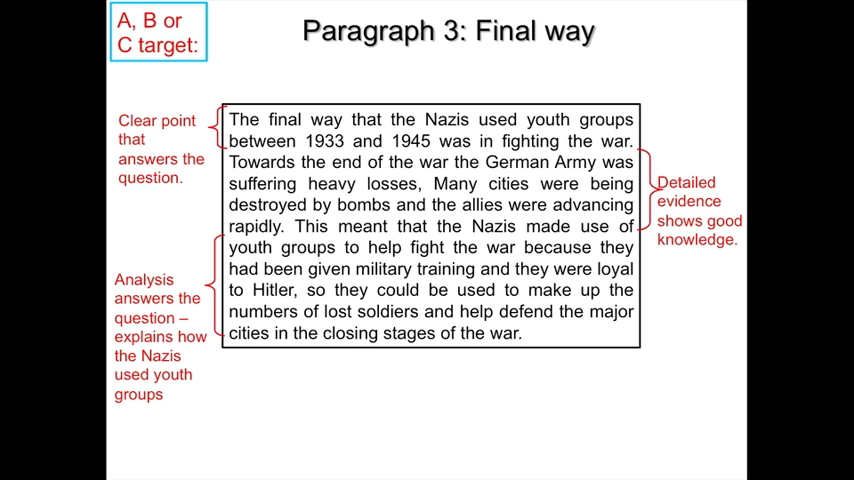 A, B or
C target:
Paragraph 3: Final way
Clear point
that
answers the
question.
The final way that the Nazis used youth groups
between 1933 and 1945 was in fighting the war.
Towards the end of the war the German Army was
suffering heavy losses, Many cities were being
destroyed by bombs and the allies were advancing
rapidly. This meant that the Nazis made use of
youth groups to help fight the war because they
had been given military training and they were loyal
to Hitler, so they could be used to make up the
numbers of lost soldiers and help defend the major
cities in the closing stages of the war.
Detailed
evidence
shows good
knowledge.
Analysis
answers the
question –
explains how
the Nazis
used youth
groups